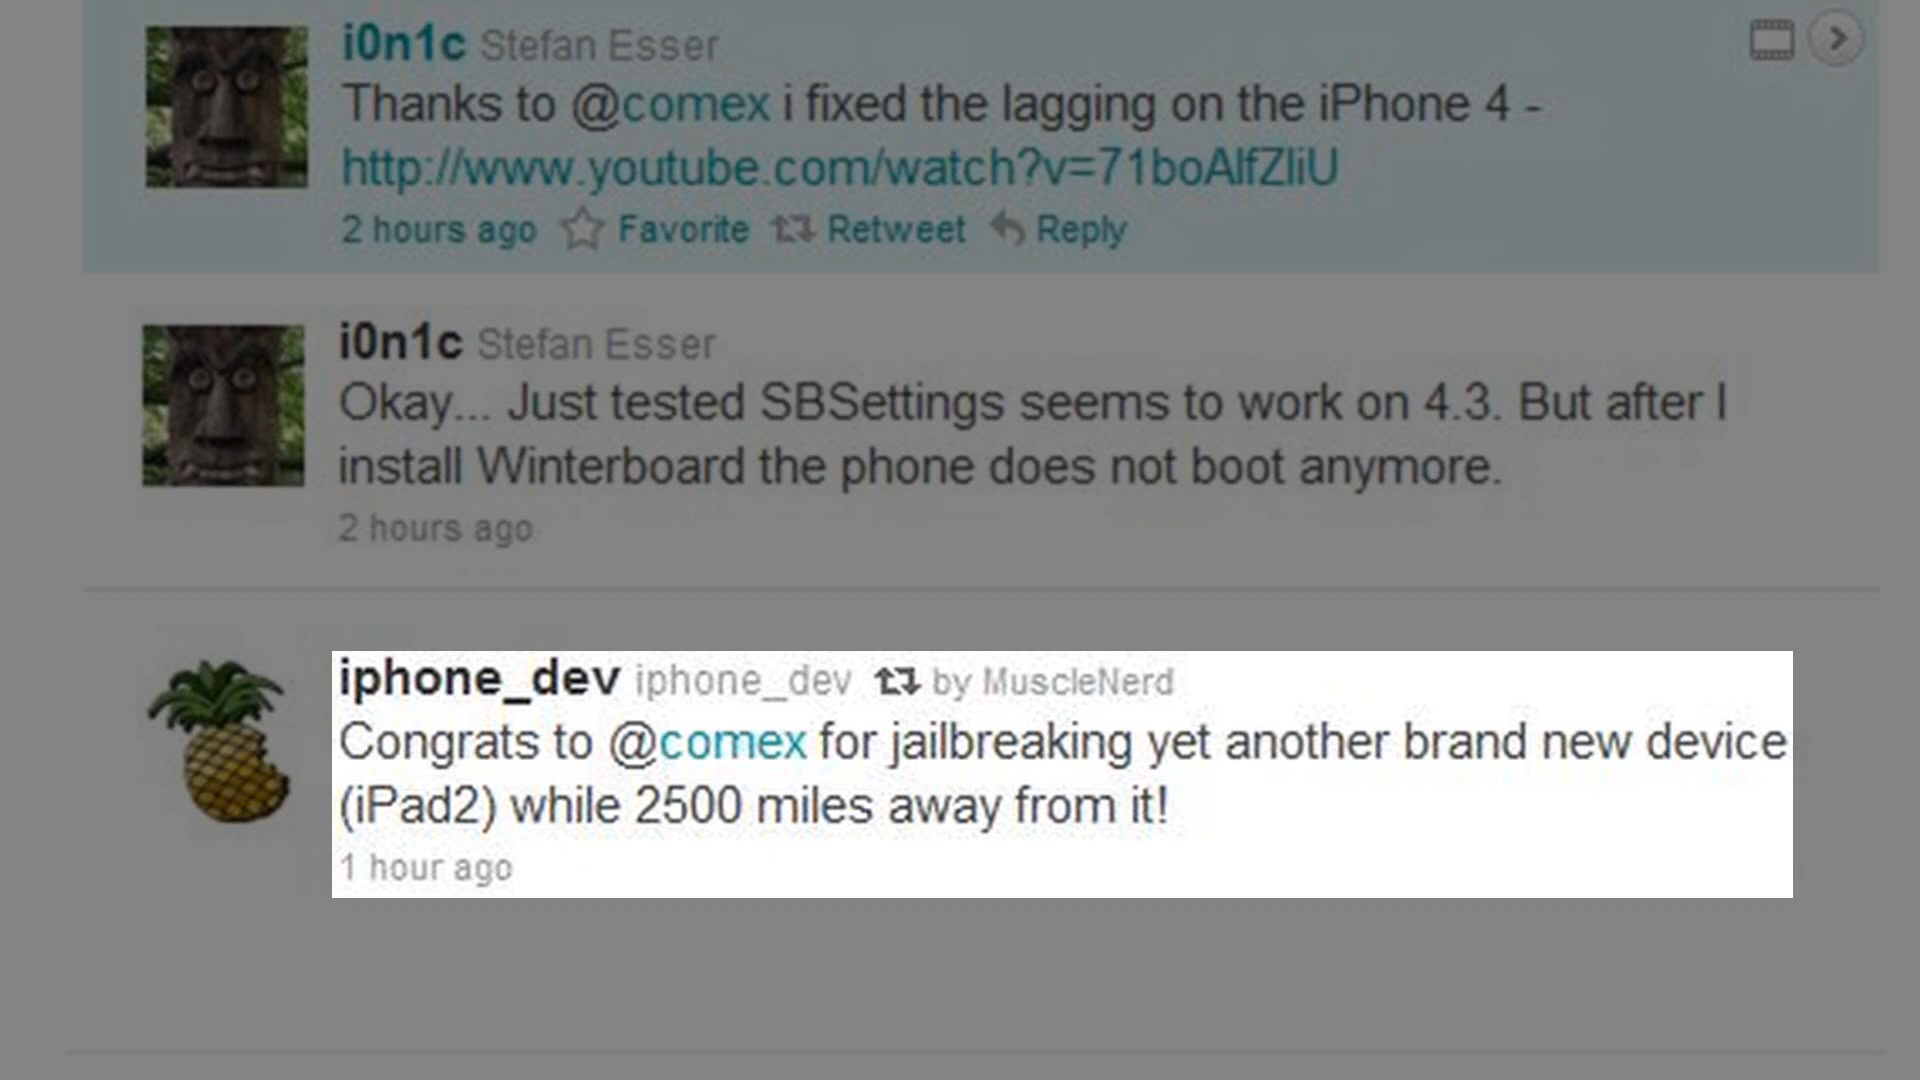 i0n1c Stefan Esser
Thanks to @comex i fixed the lagging on the iPhone 4 -
http://www.youtube.com/watch?v=71boAlfZIiU
2 hours ago Favorite Retweet Reply
i0n1c Stefan Esser
Okay... Just tested SBSettings seems to work on 4.3. But after I
install Winterboard the phone does not boot anymore.
2 hours ago
iphone_dev iphone_dev by MuscleNerd
Congrats to @comex for jailbreaking yet another brand new device
(iPad2) while 2500 miles away from it!
1 hour ago